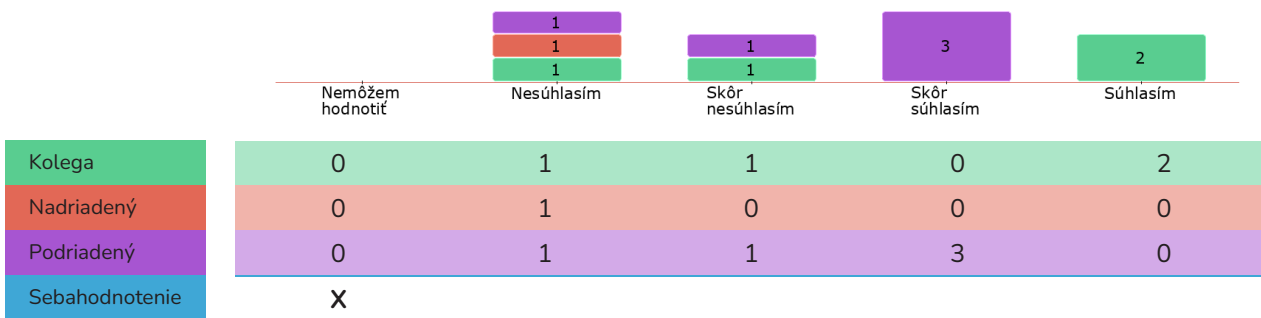 1
1
1
1
1
3
2
Nemôžem
hodnotiť
Nesúhlasím
Skôr
nesúhlasím
Skôr
súhlasím
Súhlasím
Kolega 0 1 1 0 2
Nadriadený 0 1 0 0 0
Podriadený 0 1 1 3 0
Sebahodnotenie x